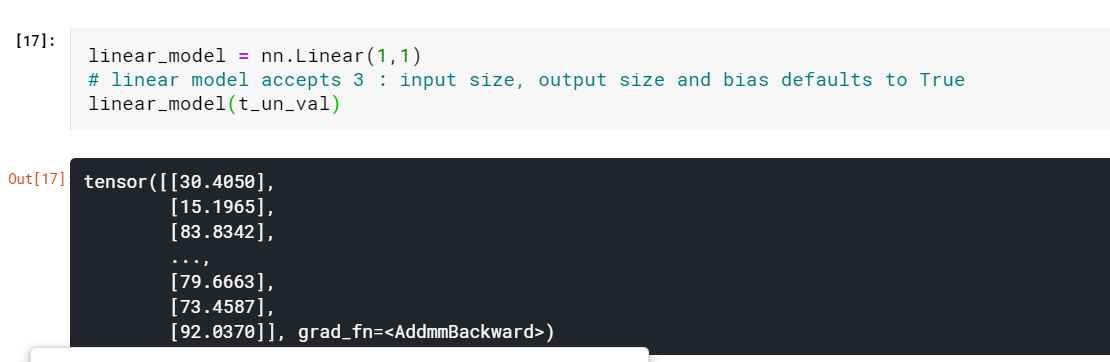 [17]:
linear_model = nn.Linear(1,1)
# linear model accepts 3 : input size, output size and bias defaults to True
linear_model(t_un_val)
Out[17]
tensor([[30.4050],
[15.1965],
[83.8342],
...,
[79.6663],
[73.4587],
[92.0370]], grad_fn=<AddmmBackward>)